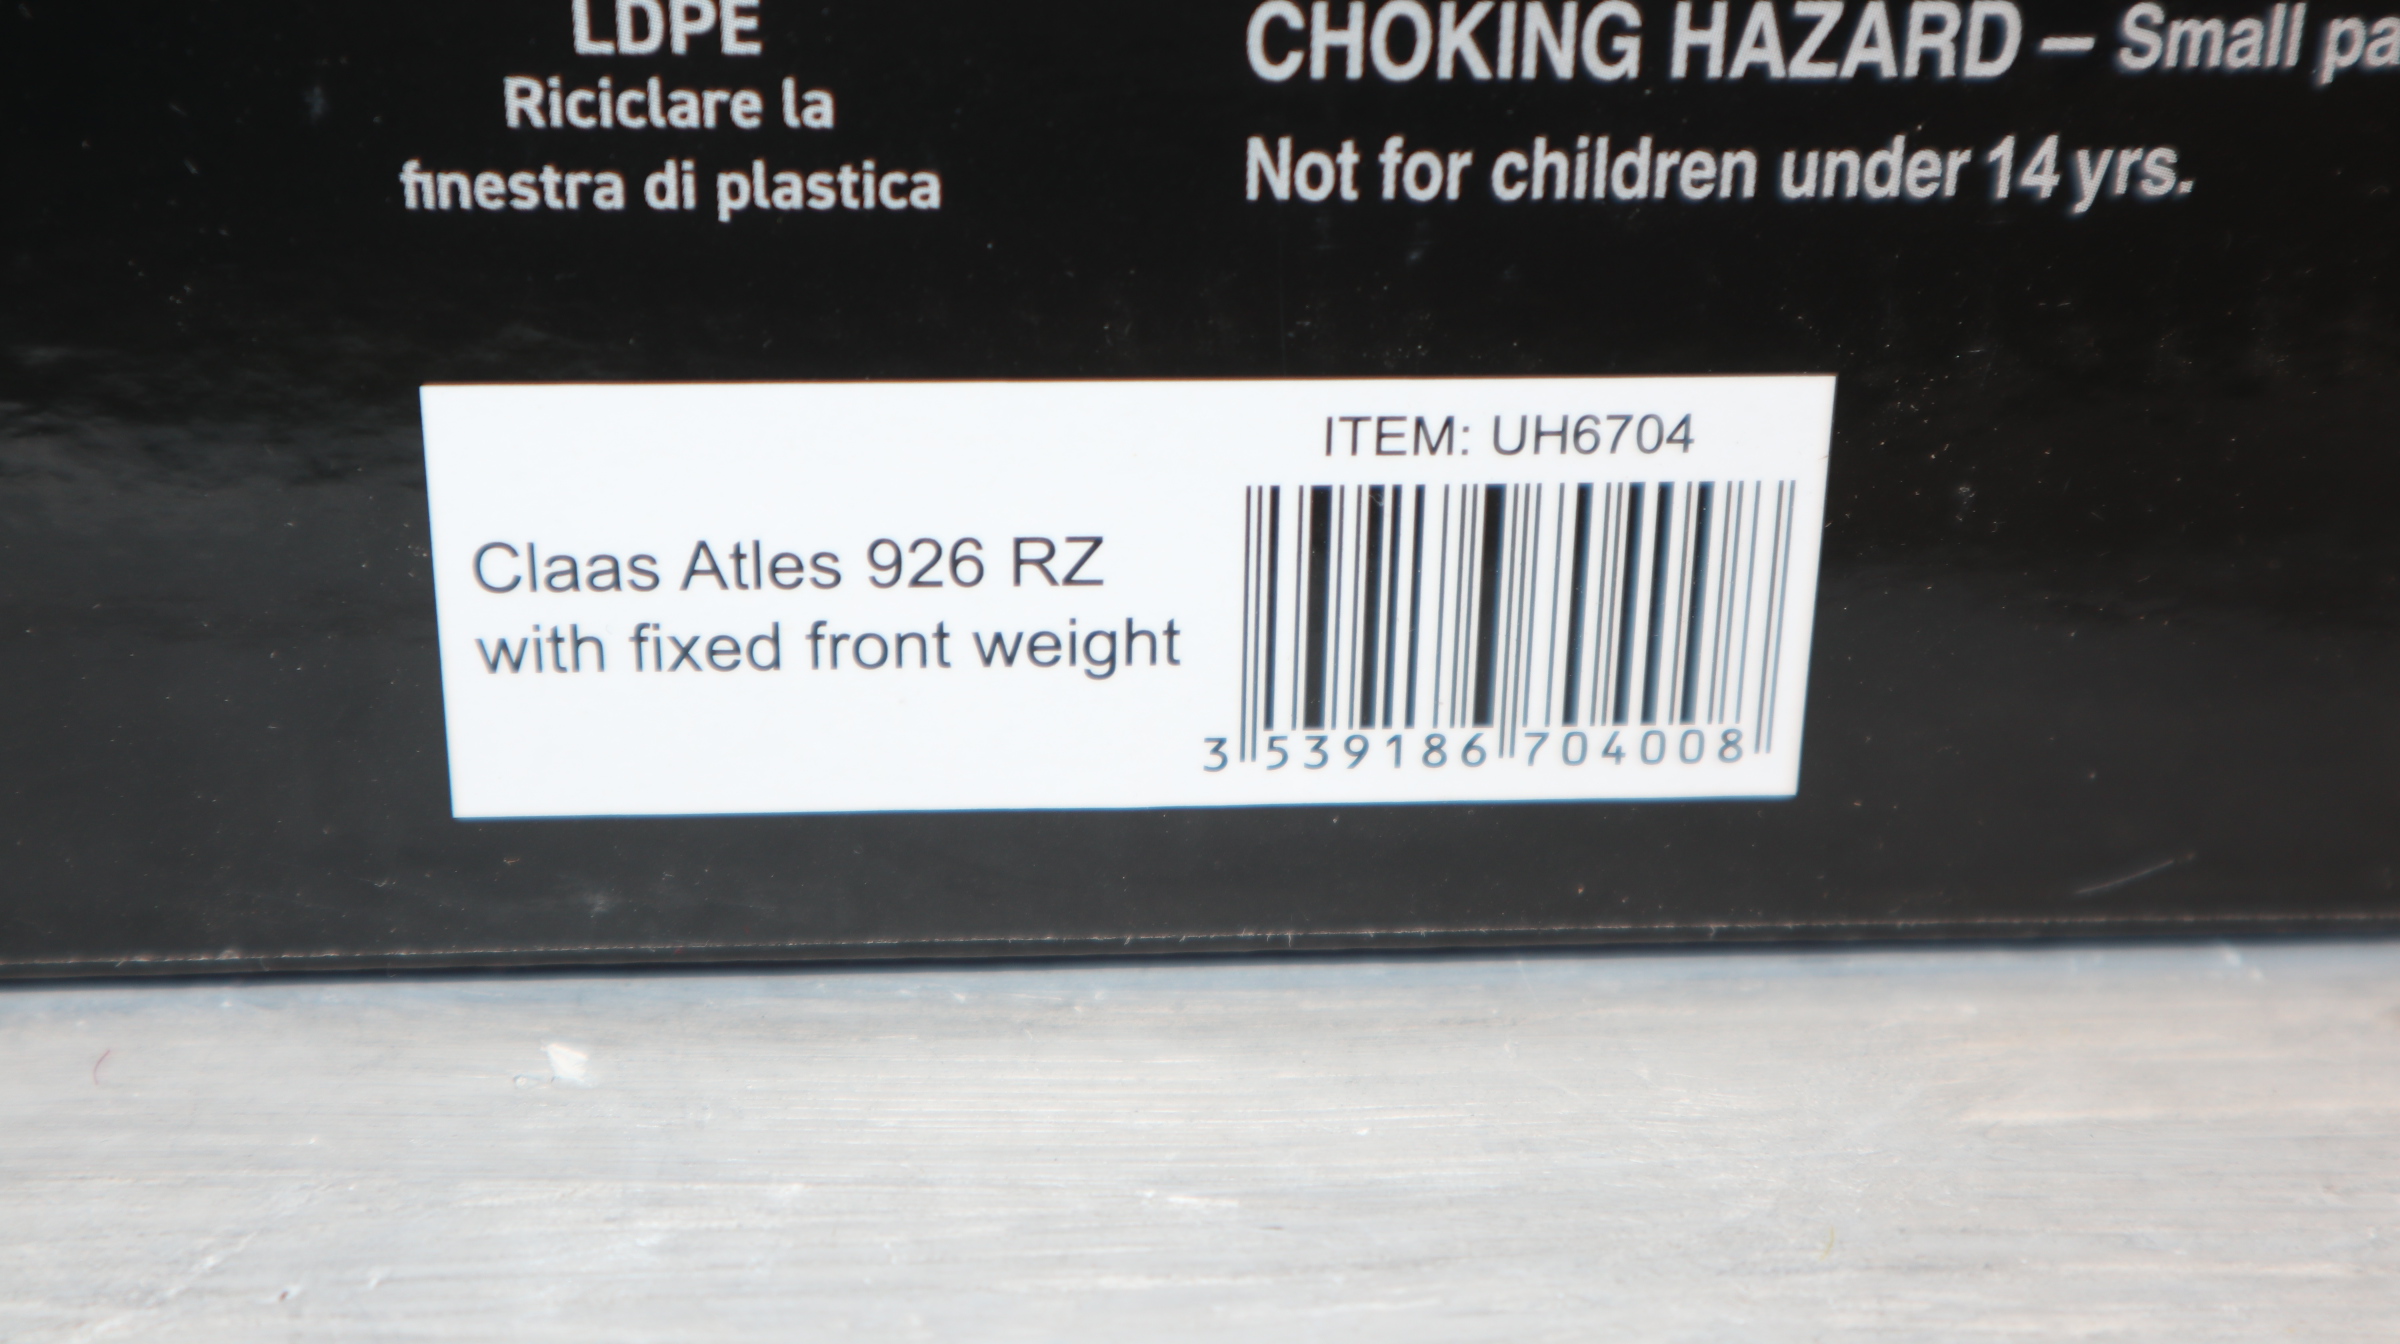 LDPE
Riciclare la
finestra di plastica
CHOKING HAZARD – Small
Not for children under 14 yrs.
ITEM: UH6704
Claas Atles 926 RZ
with fixed front weight
3 539186 704008